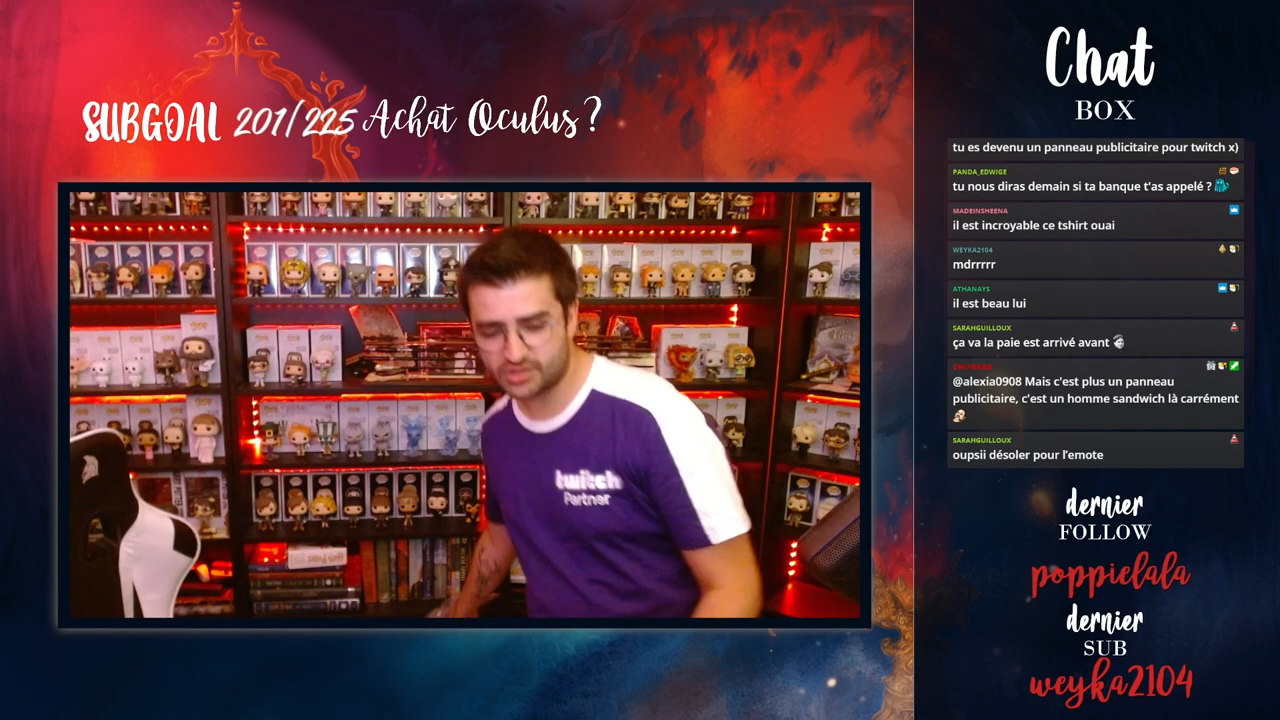 SUBGOAL 201/225 Achat Oculus ?
twitch
Partner
Chat
BOX
tu es devenu un panneau publicitaire pour twitch x)
PANDA_EDWIGE
tu nous diras demain si ta banque t'as appelé ?
MADEINSHEENA
il est incroyable ce tshirt ouai
WEYKA2104
mdrrrrr
ATHANAYS
il est beau lui
SARAHGUILLOUX
ça va la paie est arrivé avant
@alexia0908 Mais c'est plus un panneau
publicitaire, c'est un homme sandwich là carrément
SARAHGUILLOUX
oupsii désoler pour l'emote
dernier
FOLLOW
poppielala
dernier
SUB
weyka2104